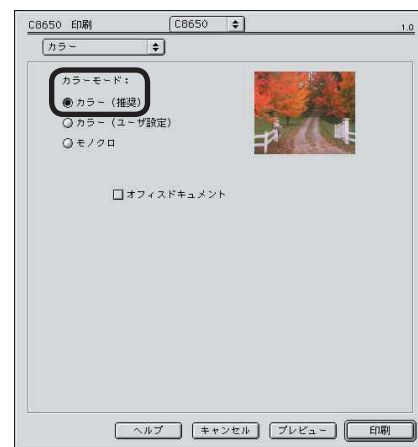 C8650 印刷 C8650 1.0
カラー
カラーモード：
カラー（推奨）
カラー（ユーザ設定）
モノクロ
オフィスドキュメント
ヘルプ キャンセル プレビュー 印刷